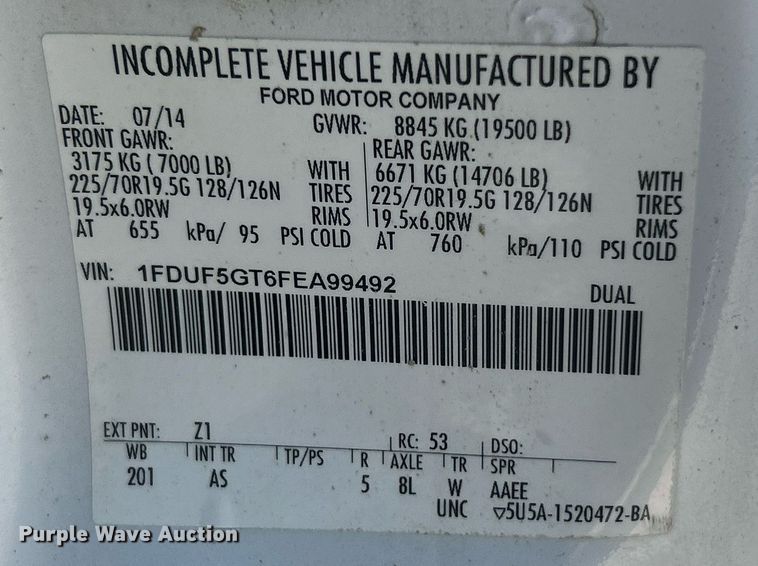 INCOMPLETE VEHICLE MANUFACTURED BY
FORD MOTOR COMPANY
DATE: 07/14 GVWR: 8845 KG (19500 LB)
FRONT GAWR: REAR GAWR:
3175 KG ( 7000 LB) WITH 6671 KG (14706 LB) WITH
225/70R19.5G 128/126N TIRES 225/70R19.5G 128/126N TIRES
19.5x6.0RW RIMS 19.5x6.0RW RIMS
AT 655 kPa/ 95 PSI COLD AT 760 kPa/110 PSI COLD
VIN: 1FDUF5GT6FEA99492 DUAL
EXT PNT: Z1 RC: 53 DSO:
WB INT TR TP/PS R AXLE TR SPR
201 AS 5 8L W AAEE
UNC ▽5U5A-1520472-BA
Purple Wave Auction